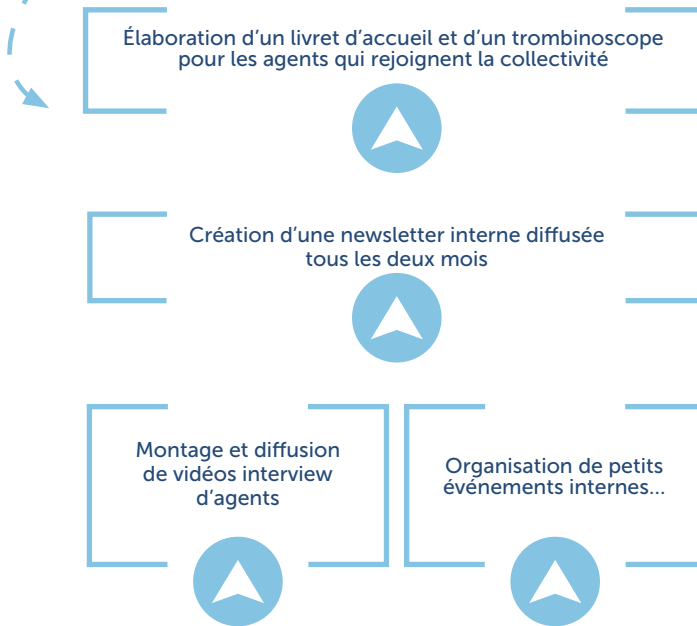 Élaboration d’un livret d’accueil et d’un trombinoscope
pour les agents qui rejoignent la collectivité
Création d’une newsletter interne diffusée
tous les deux mois
Montage et diffusion
de vidéos interview
d’agents
Organisation de petits
événements internes...